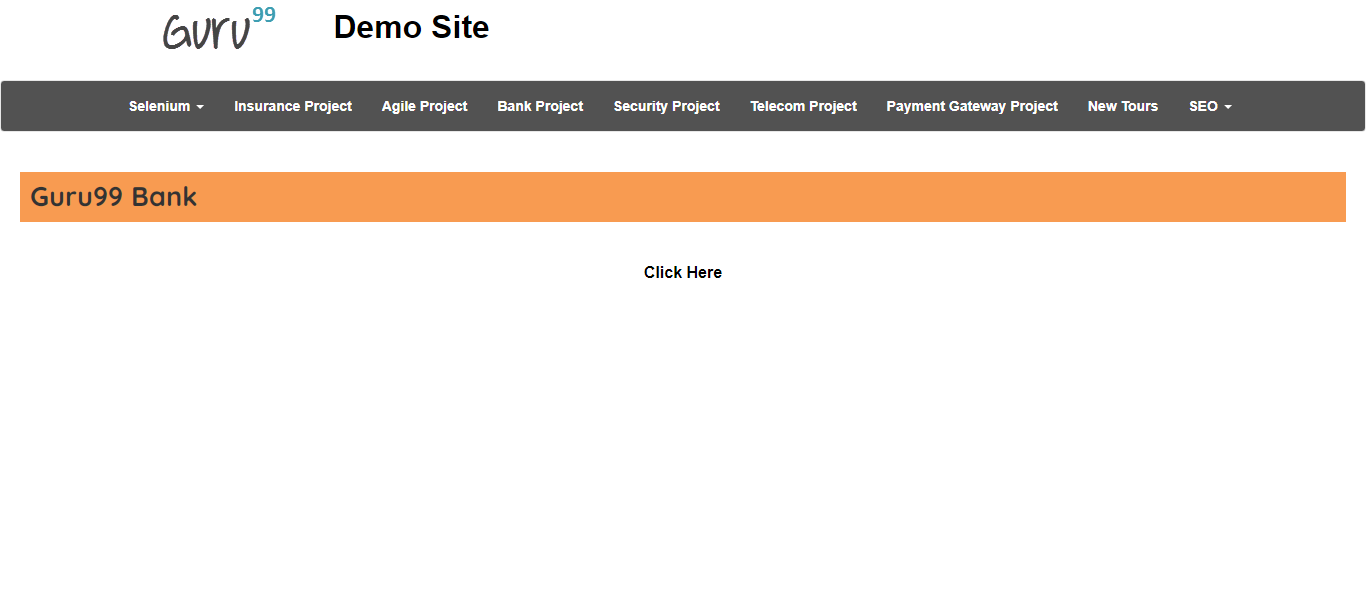 Guru99 Demo Site
Selenium Insurance Project Agile Project Bank Project Security Project Telecom Project Payment Gateway Project New Tours SEO
Guru99 Bank
Click Here